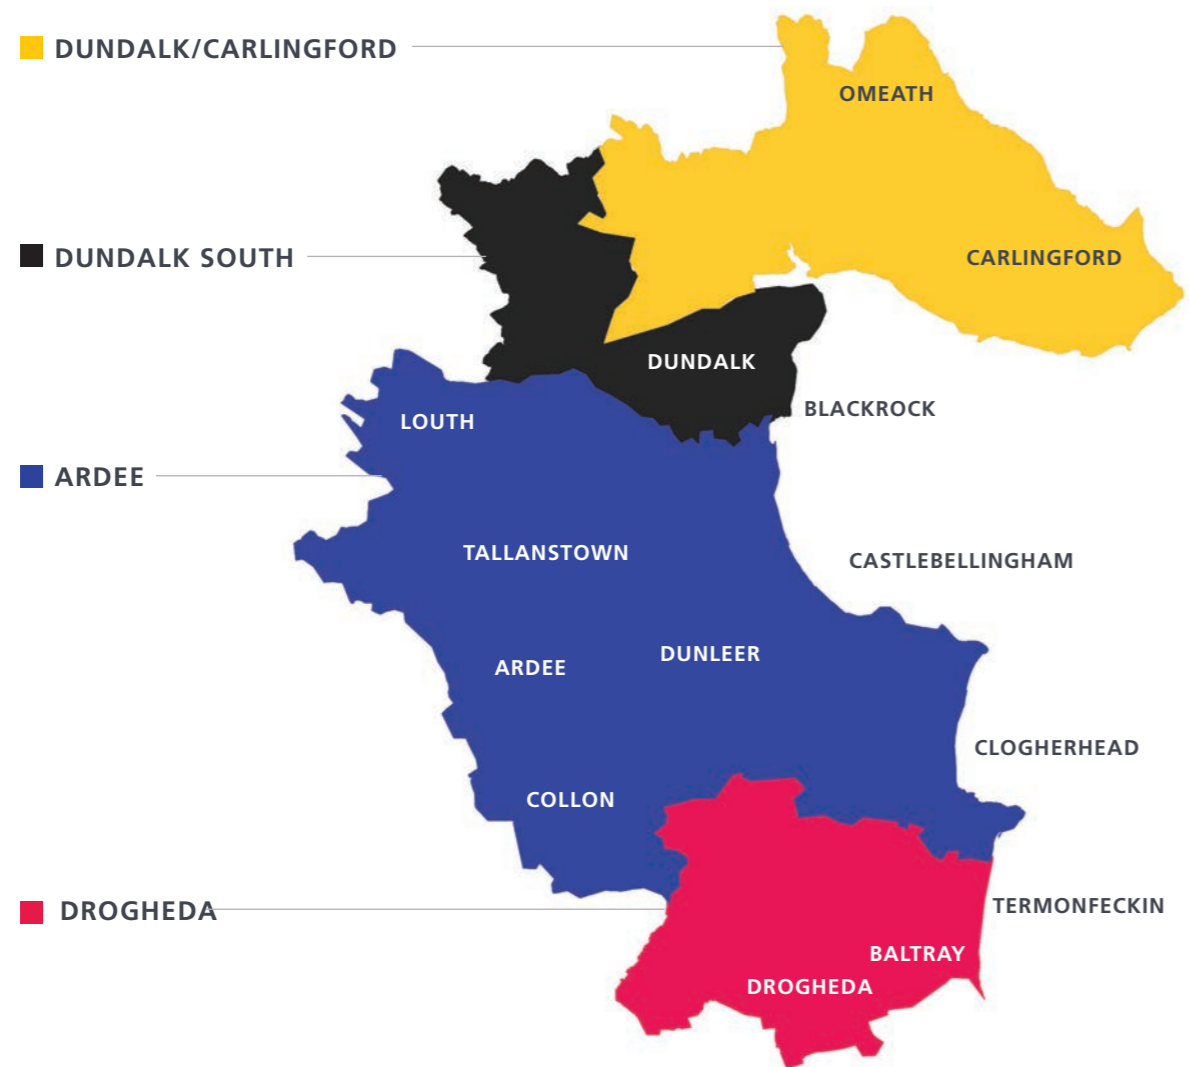 DUNDALK/CARLINGFORD
OMEATH
DUNDALK SOUTH
CARLINGFORD
DUNDALK
BLACKROCK
LOUTH
ARDEE
TALLANSTOWN
CASTLEBELLINGHAM
DUNLEER
ARDEE
CLOGHERHEAD
COLLON
DROGHEDA
TERMONFECKIN
BALTRAY
DROGHEDA